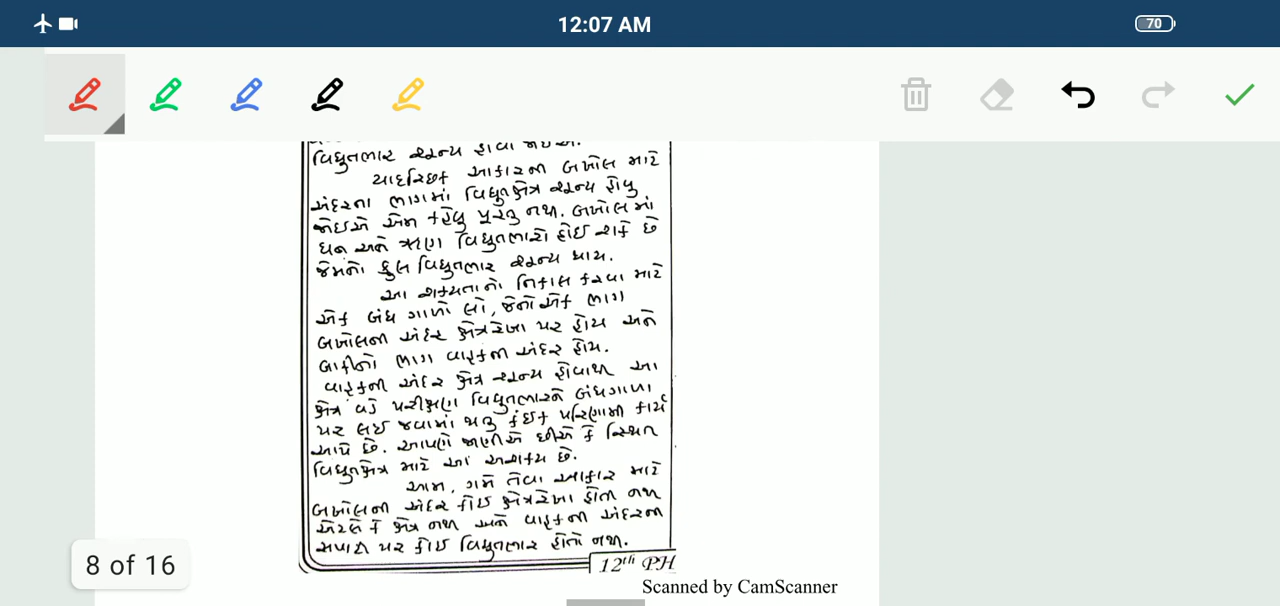 12:07 AM
70
વિદ્યુતભાર શૂન્ય હોવો જોઈએ.
યાદચ્છિક આકારની બખોલ માટે
અંદરના ભાગમાં વિદ્યુતક્ષેત્ર શૂન્ય હોવુ
જોઈએ એમ કહેવુ પુરતુ નથી. બખોલમાં
ધન અને ઋણ વિદ્યુતભારો હોઈ શકે છે
જેમનો કુલ વિદ્યુતભાર શૂન્ય થાય.
આ શક્યતાનો નિકાલ કરવા માટે
એક બંધ ગાળો લો, જેનો એક ભાગ
બખોલની અંદર ક્ષેત્રરેખા પર હોય અને
બાકીનો ભાગ વાહકની અંદર હોય.
વાહકની અંદર ક્ષેત્ર શૂન્ય હોવાથી આ
ક્ષેત્ર વડે પરીક્ષણ વિદ્યુતભારને બંધગાળા
પર લઈ જવામાં થતુ કંઈક પરિણામી કાર્ય
આપે છે. આપણે જાણીએ છીએ કે સ્થિત
વિદ્યુતક્ષેત્ર માટે આ અશક્ય છે.
આમ, ગમે તેવા આકાર માટે
બખોલની અંદર કોઈ ક્ષેત્રરેખા હોતી નથી
એટલે કે ક્ષેત્ર નથી અને વાહકની અંદરની
સપાટી પર કોઈ વિદ્યુતભાર હોતો નથી.
12th PH
Scanned by CamScanner
8 of 16